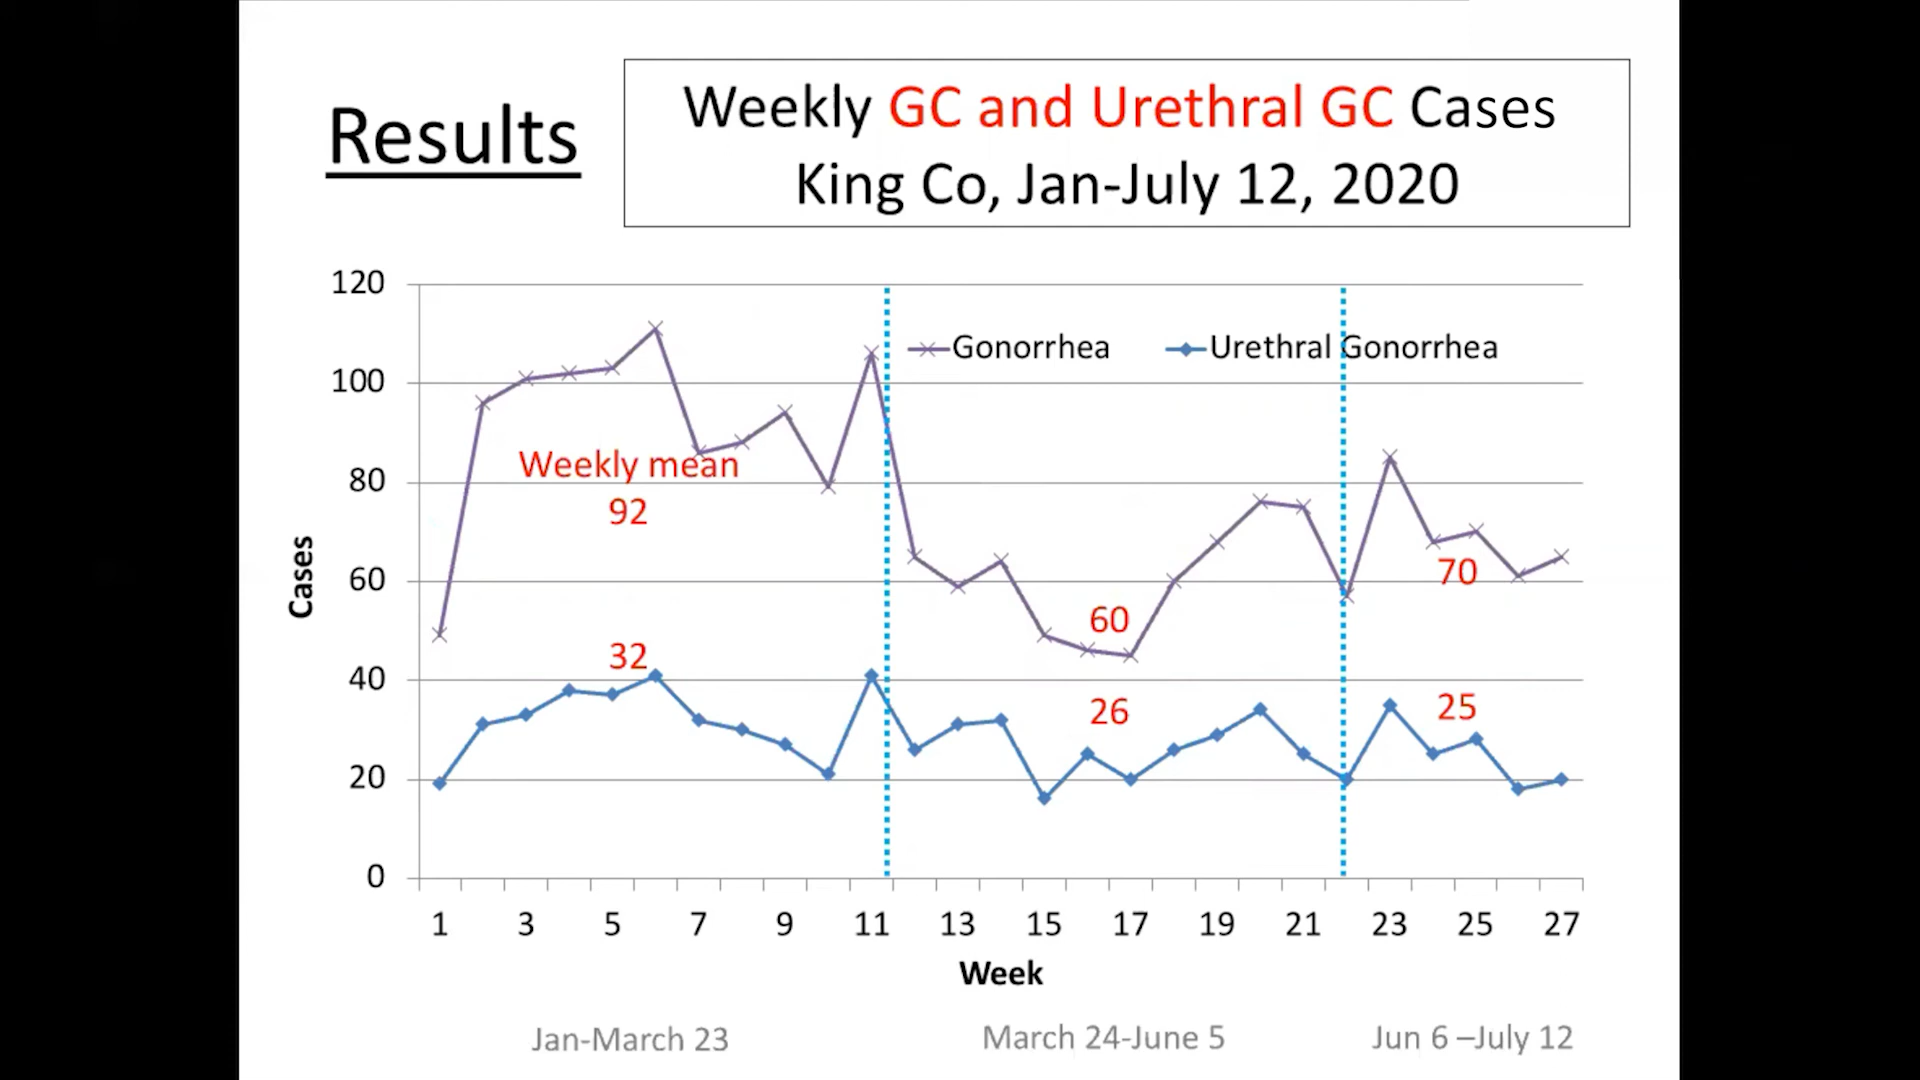 Results
Weekly GC and Urethral GC Cases
King Co, Jan-July 12, 2020
120
100
80
60
40
20
0
Cases
Gonorrhea
Urethral Gonorrhea
Weekly mean
92
32
60
26
70
25
1 3 5 7 9 11 13 15 17 19 21 23 25 27
Week
Jan-March 23
March 24-June 5
Jun 6 –July 12